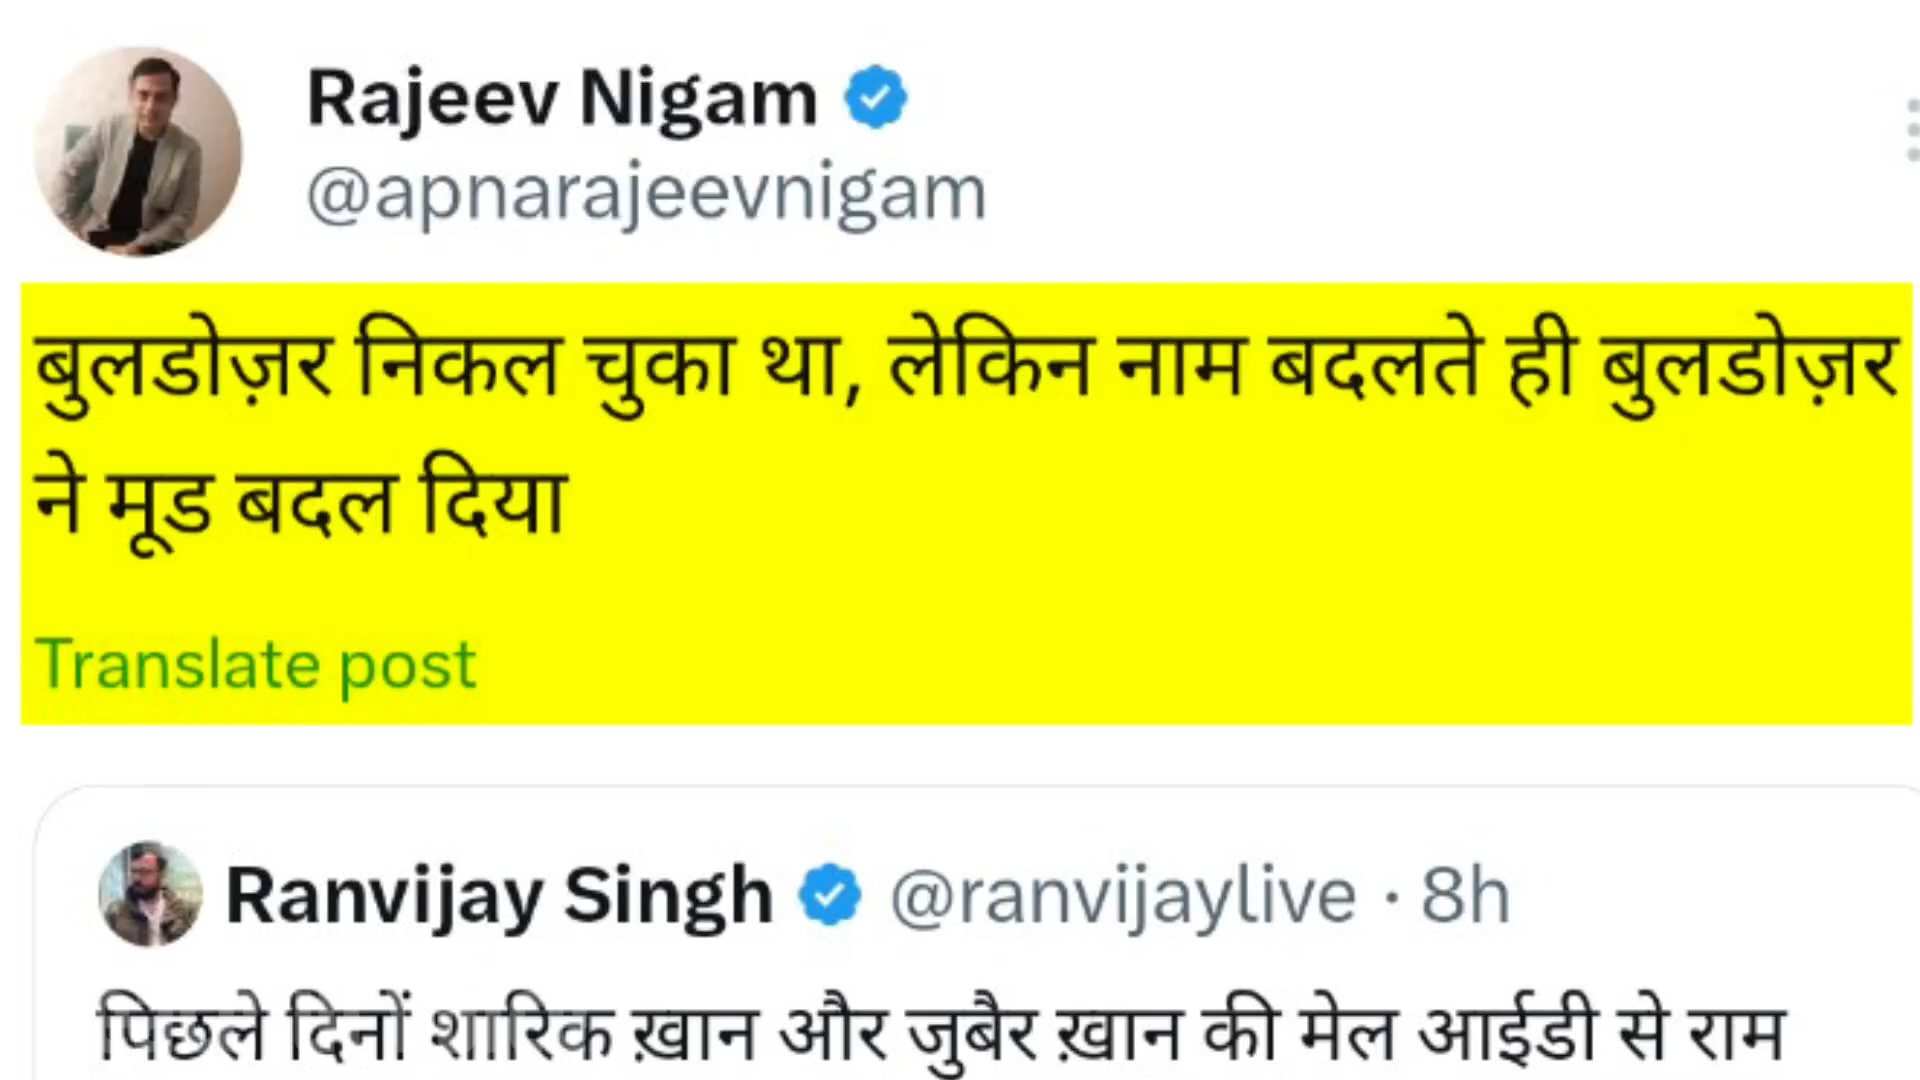 Rajeev Nigam
@apnarajeevnigam
बुलडोज़र निकल चुका था, लेकिन नाम बदलते ही बुलडोज़र
ने मूड बदल दिया
Translate post
Ranvijay Singh @ranvijaylive · 8h
पिछले दिनों शारिक ख़ान और जुबैर ख़ान की मेल आईडी से राम